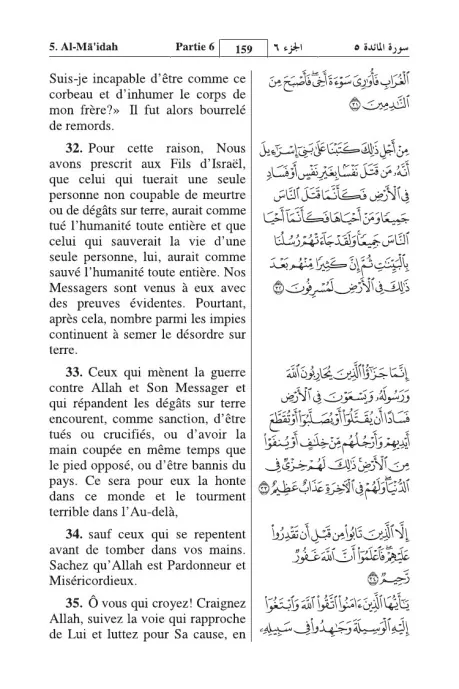 5. Al-Mā'idah Partie 6 159 الجزء ٦ سورة المائدة ٥
Suis-je incapable d'être comme ce
corbeau et d'inhumer le corps de
mon frère?» Il fut alors bourrelé
de remords.
32. Pour cette raison, Nous
avons prescrit aux Fils d'Israël,
que celui qui tuerait une seule
personne non coupable de meurtre
ou de dégâts sur terre, aurait comme
tué l'humanité toute entière et que
celui qui sauverait la vie d'une
seule personne, lui, aurait comme
sauvé l'humanité toute entière. Nos
Messagers sont venus à eux avec
des preuves évidentes. Pourtant,
après cela, nombre parmi les impies
continuent à semer le désordre sur
terre.
33. Ceux qui mènent la guerre
contre Allah et Son Messager et
qui répandent les dégâts sur terre
encourent, comme sanction, d'être
tués ou crucifiés, ou d'avoir la
main coupée en même temps que
le pied opposé, ou d'être bannis du
pays. Ce sera pour eux la honte
dans ce monde et le tourment
terrible dans l'Au-delà,
34. sauf ceux qui se repentent
avant de tomber dans vos mains.
Sachez qu'Allah est Pardonneur et
Miséricordieux.
35. Ô vous qui croyez! Craignez
Allah, suivez la voie qui rapproche
de Lui et luttez pour Sa cause, en
ٱلْغُرَابِ فَأُوَٰرِىَ سَوْءَةَ أَخِى فَأَصْبَحَ مِنَ
ٱلنَّـٰدِمِينَ ٣١
مِنْ أَجْلِ ذَٰلِكَ كَتَبْنَا عَلَىٰ بَنِىٓ إِسْرَٰٓءِيلَ
أَنَّهُۥ مَن قَتَلَ نَفْسًۢا بِغَيْرِ نَفْسٍ أَوْ فَسَادٍ
فِى ٱلْأَرْضِ فَكَأَنَّمَا قَتَلَ ٱلنَّاسَ
جَمِيعًا وَمَنْ أَحْيَاهَا فَكَأَنَّمَآ أَحْيَا
ٱلنَّاسَ جَمِيعًا وَلَقَدْ جَآءَتْهُمْ رُسُلُنَا
بِٱلْبَيِّنَـٰتِ ثُمَّ إِنَّ كَثِيرًا مِّنْهُم بَعْدَ
ذَٰلِكَ فِى ٱلْأَرْضِ لَمُسْرِفُونَ ٣٢
إِنَّمَا جَزَٰٓؤُا۟ ٱلَّذِينَ يُحَارِبُونَ ٱللَّهَ
وَرَسُولَهُۥ وَيَسْعَوْنَ فِى ٱلْأَرْضِ
فَسَادًا أَن يُقَتَّلُوٓا۟ أَوْ يُصَلَّبُوٓا۟ أَوْ تُقَطَّعَ
أَيْدِيهِمْ وَأَرْجُلُهُم مِّنْ خِلَـٰفٍ أَوْ يُنفَوْا۟
مِنَ ٱلْأَرْضِ ذَٰلِكَ لَهُمْ خِزْىٌ فِى
ٱلدُّنْيَا وَلَهُمْ فِى ٱلْـَٔاخِرَةِ عَذَابٌ عَظِيمٌ ٣٣
إِلَّا ٱلَّذِينَ تَابُوا۟ مِن قَبْلِ أَن تَقْدِرُوا۟
عَلَيْهِمْ فَٱعْلَمُوٓا۟ أَنَّ ٱللَّهَ غَفُورٌ
رَّحِيمٌ ٣٤
يَـٰٓأَيُّهَا ٱلَّذِينَ ءَامَنُوا۟ ٱتَّقُوا۟ ٱللَّهَ وَٱبْتَغُوٓا۟
إِلَيْهِ ٱلْوَسِيلَةَ وَجَـٰهِدُوا۟ فِى سَبِيلِهِۦ